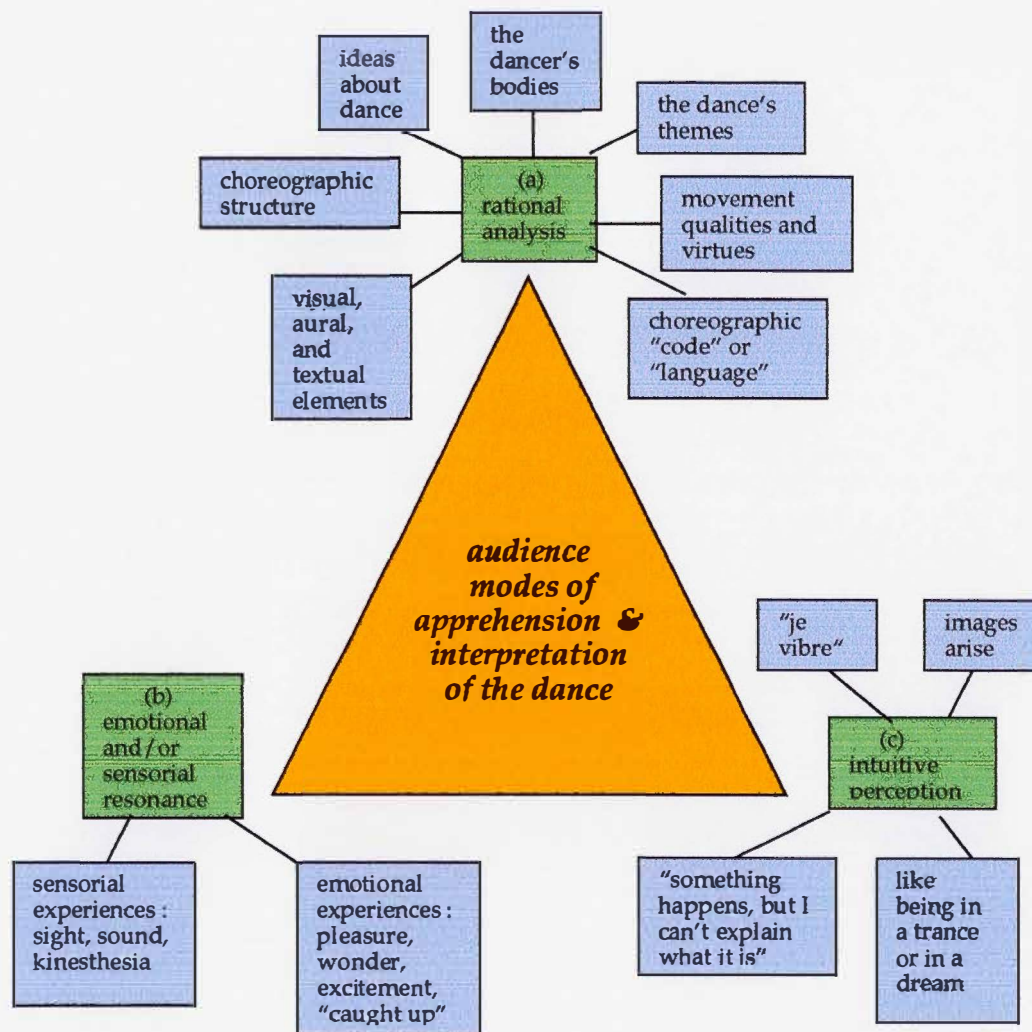 ideas
about
dance
the
dancer's
bodies
the dance's
themes
choreographic
structure
(a)
rational
analysis
movement
qualities and
virtues
visual,
aural,
and
textual
elements
choreographic
"code" or
"language"
audience
modes of
apprehension &
interpretation
of the dance
"je
vibre"
images
arise
(b)
emotional
and/or
sensorial
resonance
(c)
intuitive
perception
sensorial
experiences :
sight, sound,
kinesthesia
emotional
experiences :
pleasure,
wonder,
excitement,
"caught up"
"something
happens, but I
can't explain
what it is"
like
being in
a trance
or in a
dream